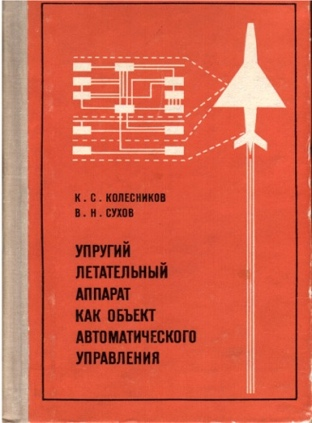 К. С. КОЛЕСНИКОВ
В. Н. СУХОВ
УПРУГИЙ
ЛЕТАТЕЛЬНЫЙ
АППАРАТ
КАК ОБЪЕКТ
АВТОМАТИЧЕСКОГО
УПРАВЛЕНИЯ